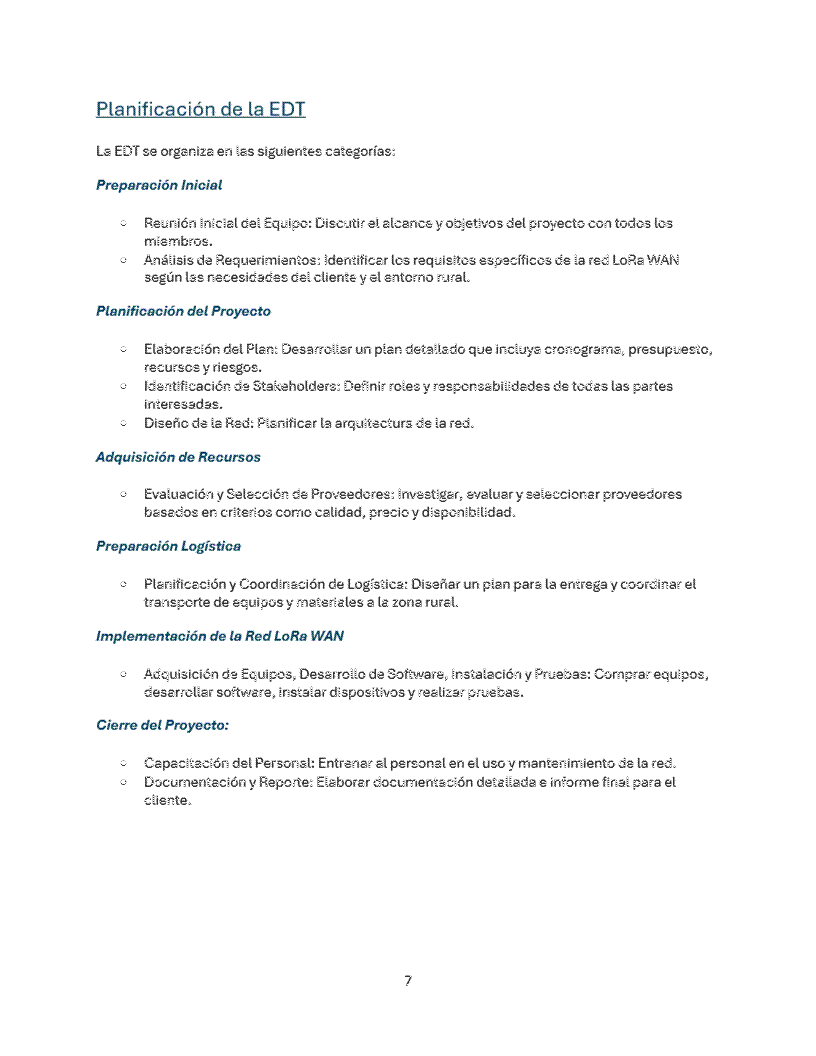 Planificación de la EDT
La EDT se organiza en las siguientes categorías:
Preparación Inicial
○ Reunión Inicial del Equipo: Discutir el alcance y objetivos del proyecto con todos los
miembros.
○ Análisis de Requerimientos: Identificar los requisitos específicos de la red LoRa WAN
según las necesidades del cliente y el entorno rural.
Planificación del Proyecto
○ Elaboración del Plan: Desarrollar un plan detallado que incluya cronograma, presupuesto,
recursos y riesgos.
○ Identificación de Stakeholders: Definir roles y responsabilidades de todas las partes
interesadas.
○ Diseño de la Red: Planificar la arquitectura de la red.
Adquisición de Recursos
○ Evaluación y Selección de Proveedores: Investigar, evaluar y seleccionar proveedores
basados en criterios como calidad, precio y disponibilidad.
Preparación Logística
○ Planificación y Coordinación de Logística: Diseñar un plan para la entrega y coordinar el
transporte de equipos y materiales a la zona rural.
Implementación de la Red LoRa WAN
○ Adquisición de Equipos, Desarrollo de Software, Instalación y Pruebas: Comprar equipos,
desarrollar software, instalar dispositivos y realizar pruebas.
Cierre del Proyecto:
○ Capacitación del Personal: Entrenar al personal en el uso y mantenimiento de la red.
○ Documentación y Reporte: Elaborar documentación detallada e informe final para el
cliente.
7